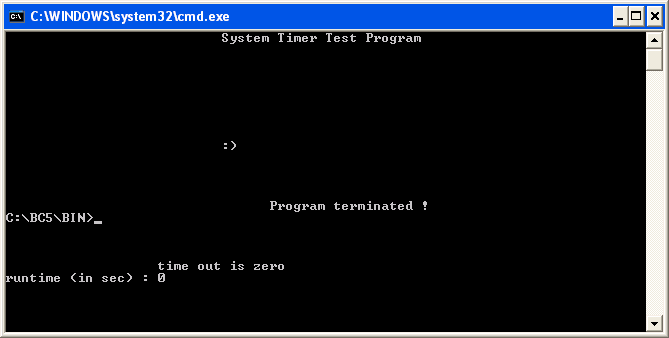 C:\WINDOWS\system32\cmd.exe
System Timer Test Program
:)
Program terminated !
C:\BC5\BIN>_
time out is zero
runtime (in sec) : 0